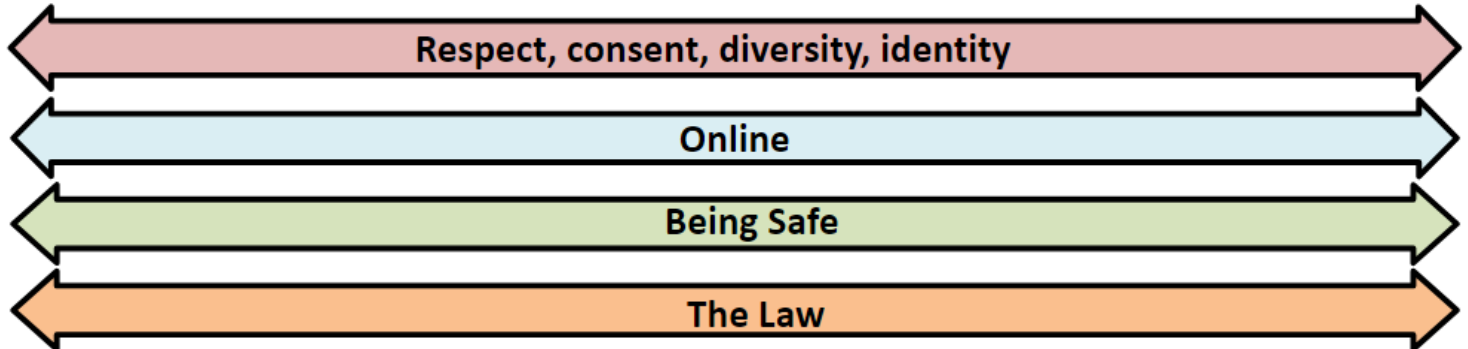 Respect, consent, diversity, identity
Online
Being Safe
The Law